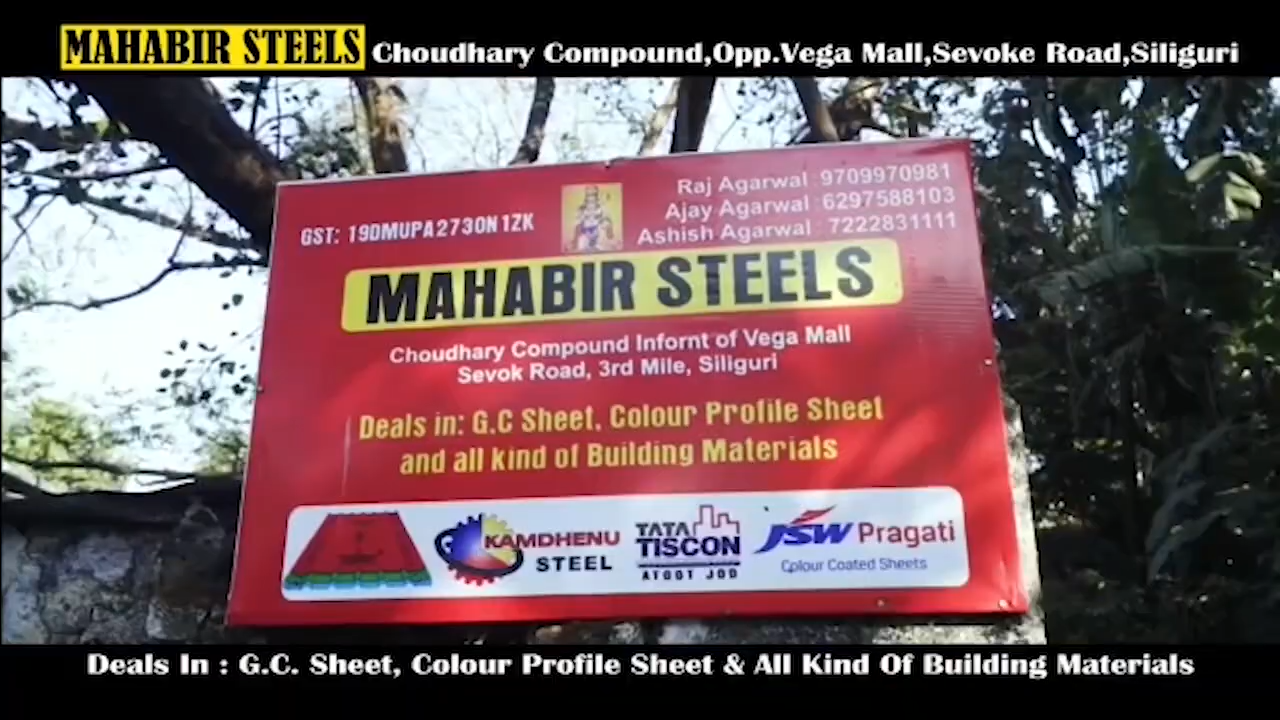 MAHABIR STEELS Choudhary Compound,Opp.Vega Mall,Sevoke Road,Siliguri
Raj Agarwal : 9709970981
Ajay Agarwal : 6297588103
Ashish Agarwal : 7222831111
GST: 19DMUPA2730N1ZK
MAHABIR STEELS
Choudhary Compound Infornt of Vega Mall
Sevok Road, 3rd Mile, Siliguri
Deals in: G.C Sheet, Colour Profile Sheet
and all kind of Building Materials
KAMDHENU
STEEL
TATA
TISCON
ATOOT JOD
JSW Pragati
Colour Coated Sheets
Deals In : G.C. Sheet, Colour Profile Sheet & All Kind Of Building Materials